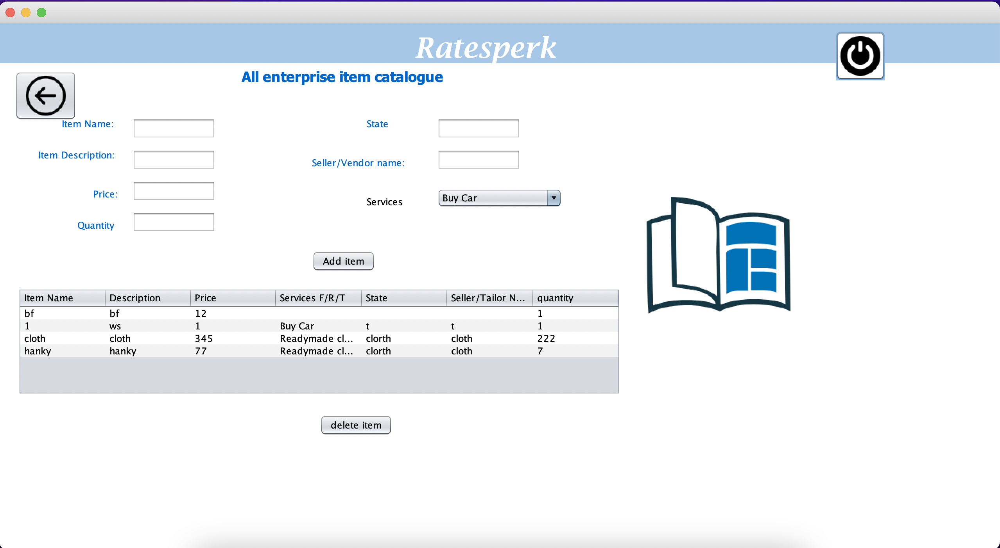 Ratesperk
All enterprise item catalogue
Item Name:
State
Item Description:
Seller/Vendor name:
Price:
Services
Buy Car
Quantity
Add item
Item Name Description Price Services F/R/T State Seller/Tailor N... quantity
bf bf 12 1
1 ws 1 Buy Car t t 1
cloth cloth 345 Readymade cl... clorth cloth 222
hanky hanky 77 Readymade cl... clorth cloth 7
delete item